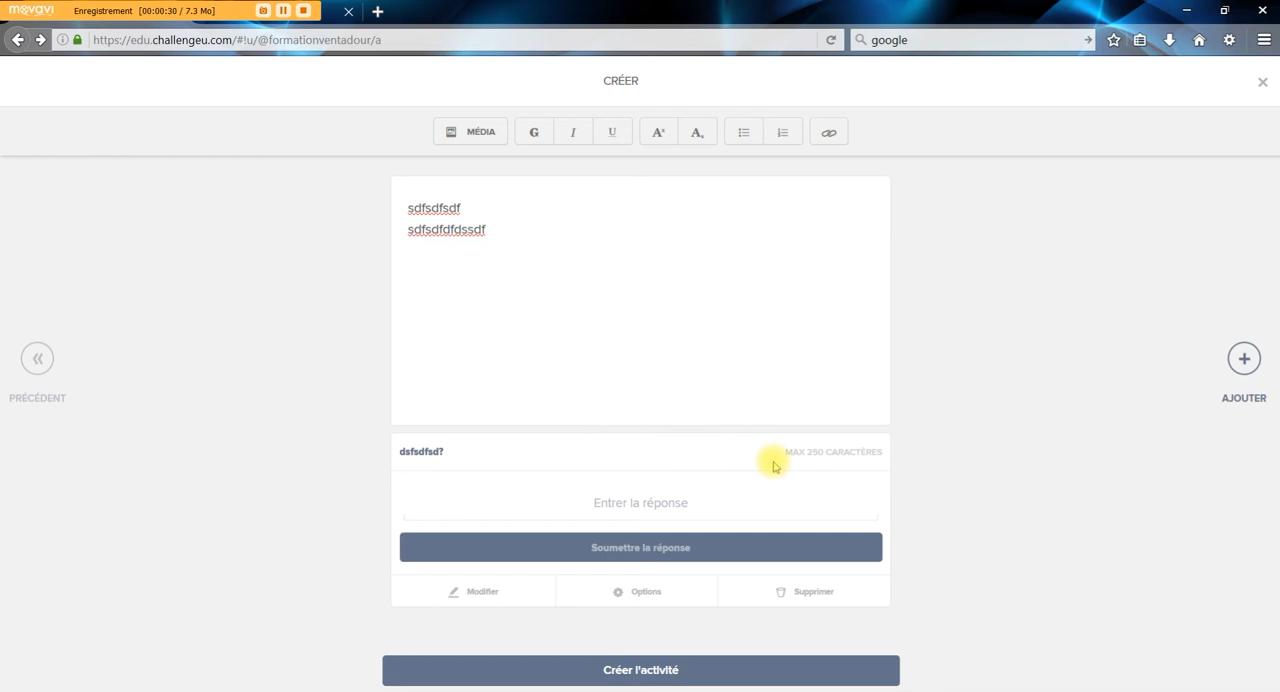 movavi Enregistrement [00:00:30 / 7.3 Mo]
https://edu.challengeu.com/#!u/@formationventadour/a
google
CRÉER
MÉDIA G I U A A
sdfsdfsdf
sdfsdfdfdssdf
PRÉCÉDENT
AJOUTER
dsfsdfsd?
MAX 250 CARACTÈRES
Entrer la réponse
Soumettre la réponse
Modifier Options Supprimer
Créer l'activité